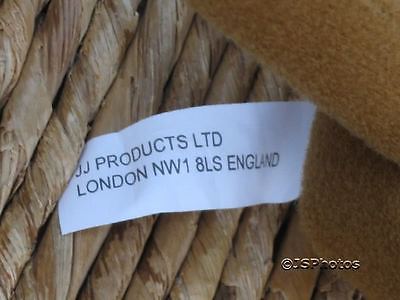 JJ PRODUCTS LTD
LONDON NW1 8LS ENGLAND
©JSPhotos